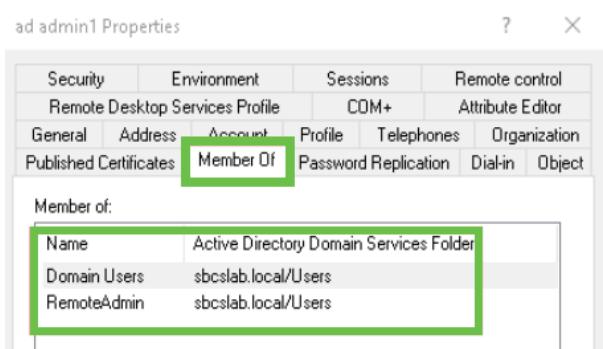 ad admin1 Properties ? ×
Security Environment Sessions Remote control
Remote Desktop Services Profile COM+ Attribute Editor
General Address Account Profile Telephones Organization
Published Certificates Member Of Password Replication Dial-in Object
Member of:
Name Active Directory Domain Services Folder
Domain Users sbcslab.local/Users
RemoteAdmin sbcslab.local/Users